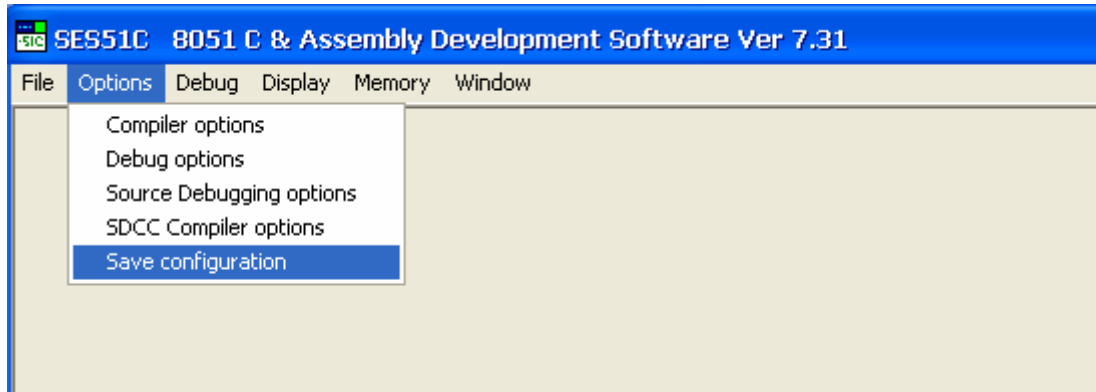 SES51C 8051 C & Assembly Development Software Ver 7.31
File Options Debug Display Memory Window
Compiler options
Debug options
Source Debugging options
SDCC Compiler options
Save configuration